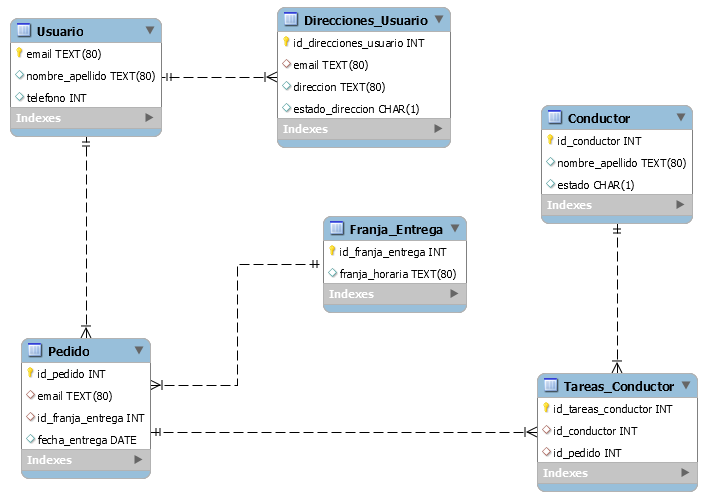 Usuario
email TEXT(80)
nombre_apellido TEXT(80)
telefono INT
Indexes
Direcciones_Usuario
id_direcciones_usuario INT
email TEXT(80)
direccion TEXT(80)
estado_direccion CHAR(1)
Indexes
Conductor
id_conductor INT
nombre_apellido TEXT(80)
estado CHAR(1)
Indexes
Franja_Entrega
id_franja_entrega INT
franja_horaria TEXT(80)
Indexes
Pedido
id_pedido INT
email TEXT(80)
id_franja_entrega INT
fecha_entrega DATE
Indexes
Tareas_Conductor
id_tareas_conductor INT
id_conductor INT
id_pedido INT
Indexes